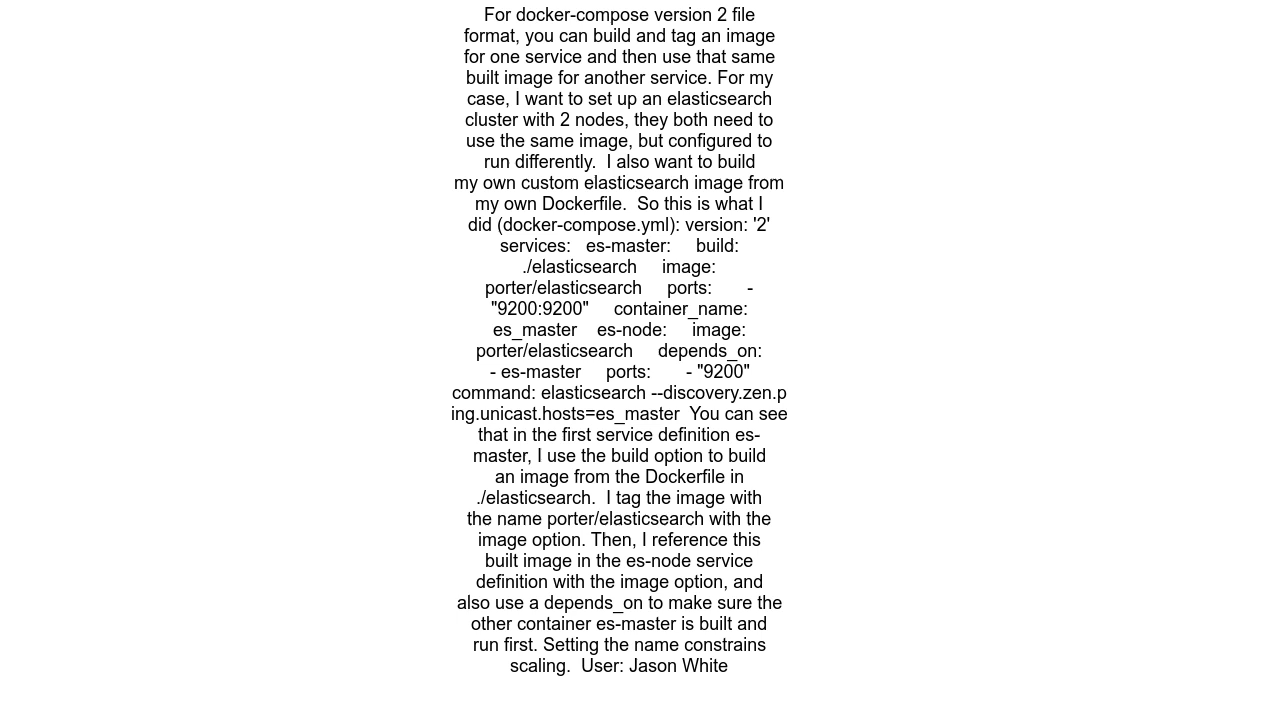 For docker-compose version 2 file
format, you can build and tag an image
for one service and then use that same
built image for another service. For my
case, I want to set up an elasticsearch
cluster with 2 nodes, they both need to
use the same image, but configured to
run differently.  I also want to build
my own custom elasticsearch image from
my own Dockerfile.  So this is what I
did (docker-compose.yml): version: '2'
services:   es-master:     build:
./elasticsearch     image:
porter/elasticsearch     ports:       -
"9200:9200"     container_name:
es_master    es-node:     image:
porter/elasticsearch     depends_on:
- es-master     ports:       - "9200"
command: elasticsearch --discovery.zen.p
ing.unicast.hosts=es_master  You can see
that in the first service definition es-
master, I use the build option to build
an image from the Dockerfile in
./elasticsearch.  I tag the image with
the name porter/elasticsearch with the
image option. Then, I reference this
built image in the es-node service
definition with the image option, and
also use a depends_on to make sure the
other container es-master is built and
run first. Setting the name constrains
scaling.  User: Jason White